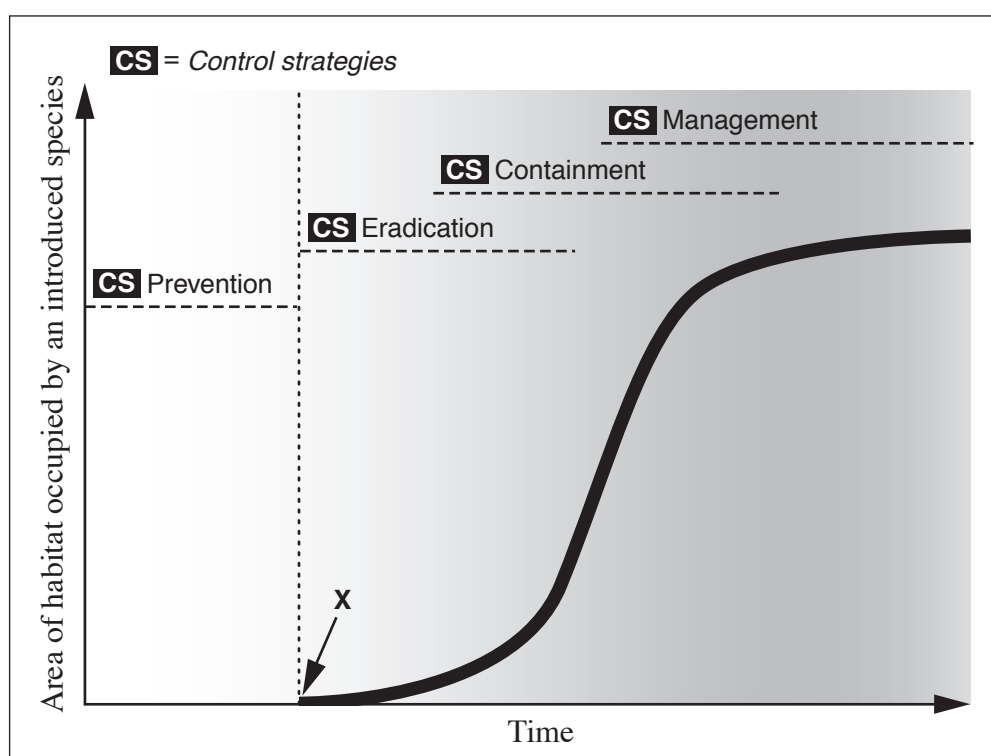 CS = Control strategies
CS Management
CS Containment
CS Eradication
CS Prevention
Area of habitat occupied by an introduced species
X
Time